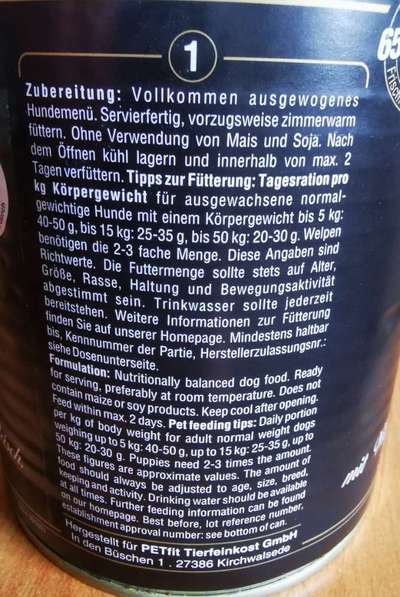 1
65
Frisch
Zubereitung: Vollkommen ausgewogenes
Hundemenü. Servierfertig, vorzugsweise zimmerwarm
füttern. Ohne Verwendung von Mais und Soja. Nach
dem Öffnen kühl lagern und innerhalb von max. 2
Tagen verfüttern. Tipps zur Fütterung: Tagesration pro
kg Körpergewicht für ausgewachsene normal-
gewichtige Hunde mit einem Körpergewicht bis 5 kg:
40-50 g, bis 15 kg: 25-35 g, bis 50 kg: 20-30 g. Welpen
benötigen die 2-3 fache Menge. Diese Angaben sind
Richtwerte. Die Futtermenge sollte stets auf Alter,
Größe, Rasse, Haltung und Bewegungsaktivität
abgestimmt sein. Trinkwasser sollte jederzeit
bereitstehen. Weitere Informationen zur Fütterung
finden Sie auf unserer Homepage. Mindestens haltbar
bis, Kennnummer der Partie, Herstellerzulassungsnr.:
siehe Dosenunterseite.
Formulation: Nutritionally balanced dog food. Ready
for serving, preferably at room temperature. Does not
contain maize or soy products. Keep cool after opening.
Feed within max. 2 days. Pet feeding tips: Daily portion
per kg of body weight for adult normal weight dogs
weighing up to 5 kg: 40-50 g, up to 15 kg: 25-35 g, up to
50 kg: 20-30 g. Puppies need 2-3 times the amount.
These figures are approximate values. The amount of
food should always be adjusted to age, size, breed,
keeping and activity. Drinking water should be available
at all times. Further feeding information can be found
on our homepage. Best before, lot reference number,
establishment approval number: see bottom of can.
Hergestellt für PETfit Tierfeinkost GmbH
In den Büschen 1 . 27386 Kirchwalsede